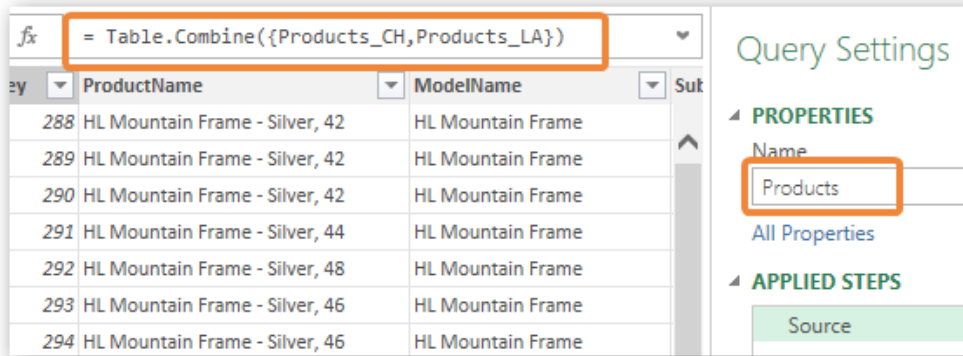 fx = Table.Combine({Products_CH,Products_LA})
ey ProductName ModelName Sub
288 HL Mountain Frame - Silver, 42 HL Mountain Frame
289 HL Mountain Frame - Silver, 42 HL Mountain Frame
290 HL Mountain Frame - Silver, 42 HL Mountain Frame
291 HL Mountain Frame - Silver, 44 HL Mountain Frame
292 HL Mountain Frame - Silver, 48 HL Mountain Frame
293 HL Mountain Frame - Silver, 46 HL Mountain Frame
294 HL Mountain Frame - Silver, 46 HL Mountain Frame
Query Settings
PROPERTIES
Name
Products
All Properties
APPLIED STEPS
Source